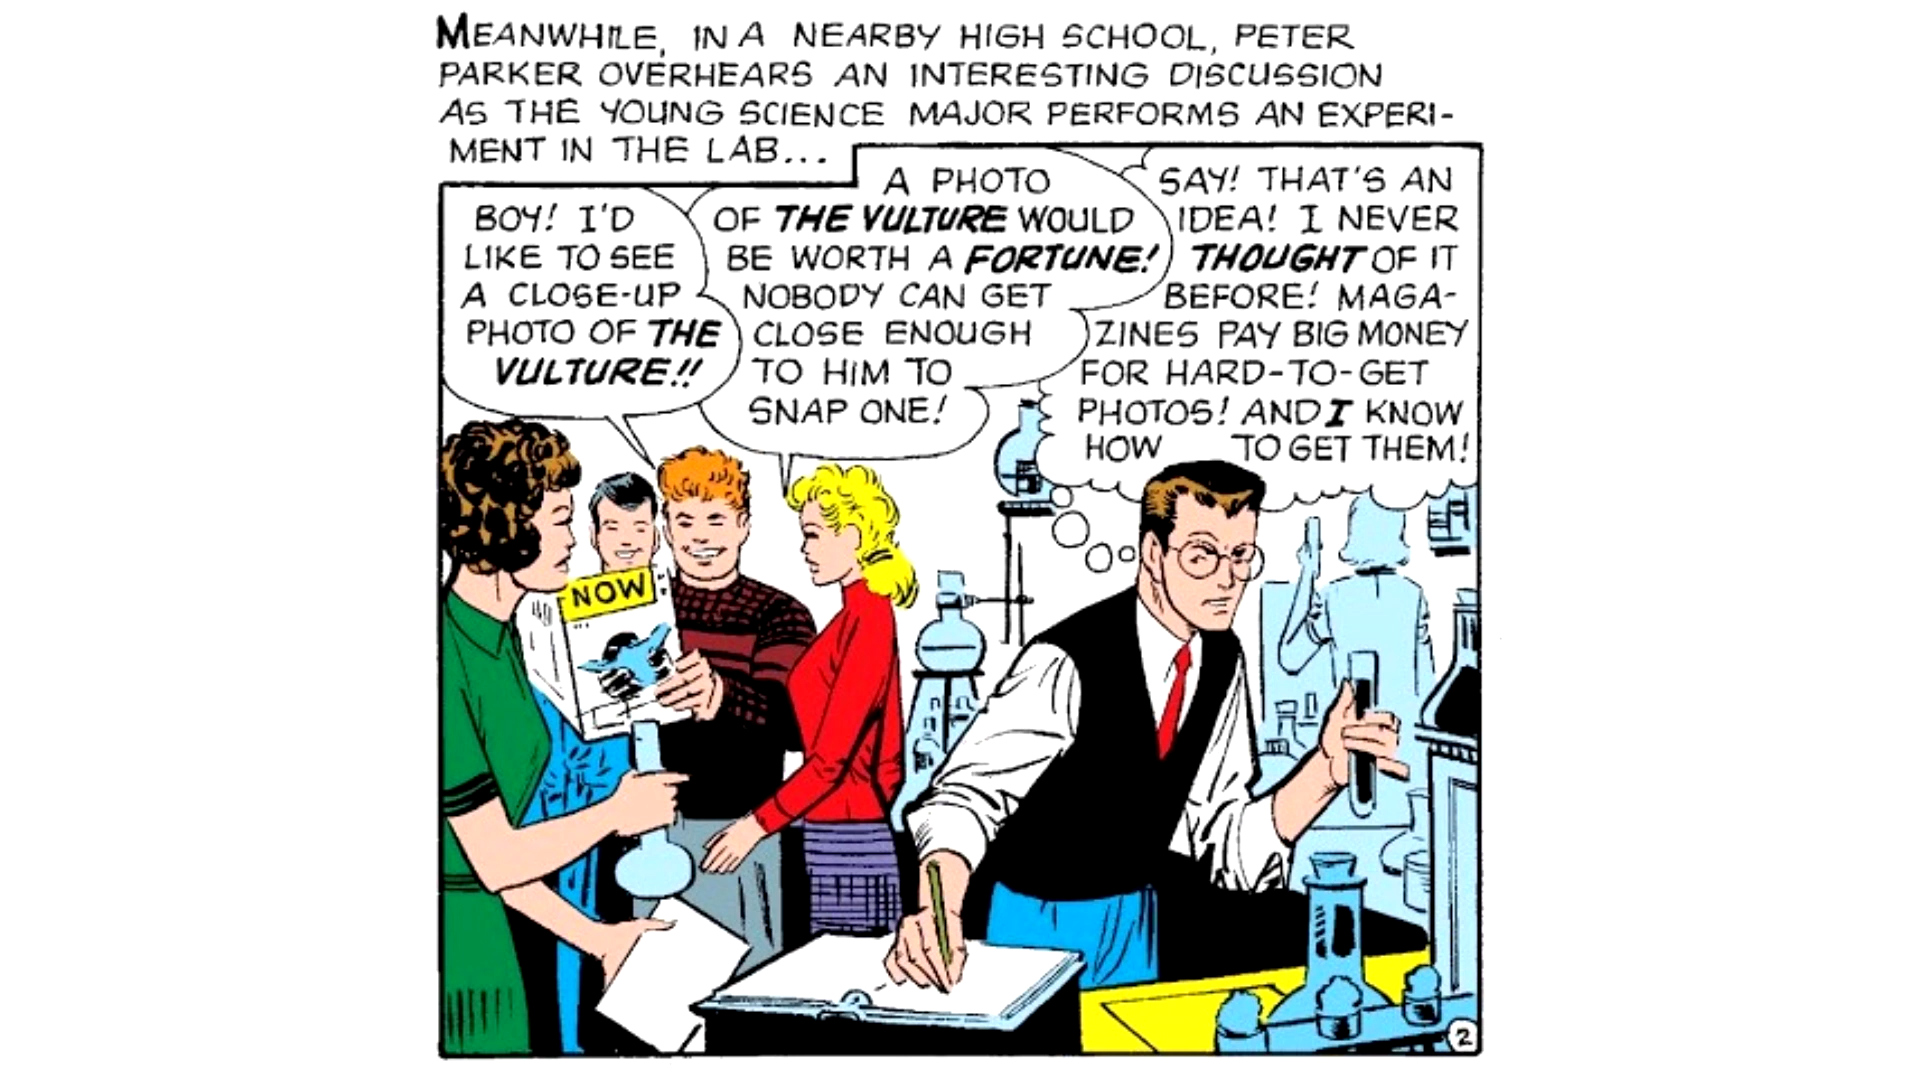 MEANWHILE, IN A NEARBY HIGH SCHOOL, PETER
PARKER OVERHEARS AN INTERESTING DISCUSSION
AS THE YOUNG SCIENCE MAJOR PERFORMS AN EXPERI-
MENT IN THE LAB...
BOY! I'D
LIKE TO SEE
A CLOSE-UP
PHOTO OF THE
VULTURE!!
A PHOTO
OF THE VULTURE WOULD
BE WORTH A FORTUNE!
NOBODY CAN GET
CLOSE ENOUGH
TO HIM TO
SNAP ONE!
SAY! THAT'S AN
IDEA! I NEVER
THOUGHT OF IT
BEFORE! MAGA-
ZINES PAY BIG MONEY
FOR HARD-TO-GET
PHOTOS! AND I KNOW
HOW TO GET THEM!
NOW
2